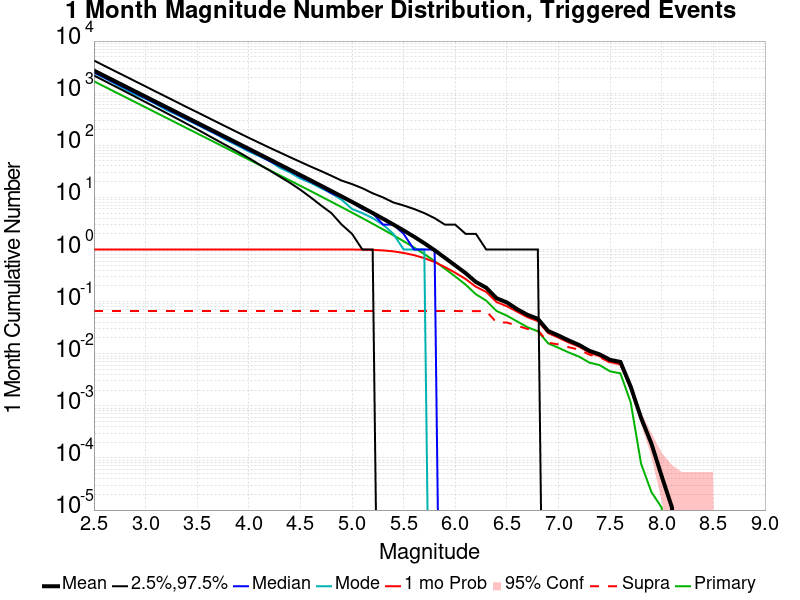 1 Month Magnitude Number Distribution, Triggered Events
1 Month Cumulative Number
10^4
10^3
10^2
10^1
10^0
10^-1
10^-2
10^-3
10^-4
10^-5
2.5 3.0 3.5 4.0 4.5 5.0 5.5 6.0 6.5 7.0 7.5 8.0 8.5 9.0
Magnitude
Mean 2.5%,97.5% Median Mode 1 mo Prob 95% Conf Supra Primary